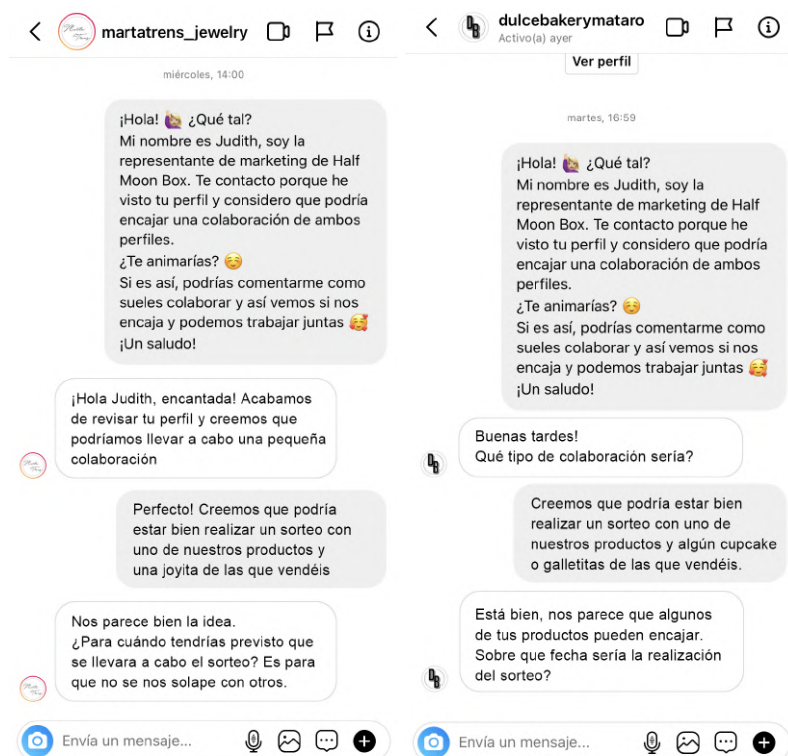 martatrens_jewelry
miércoles, 14:00
¡Hola! 🙋🏼‍♀️ ¿Qué tal?
Mi nombre es Judith, soy la
representante de marketing de Half
Moon Box. Te contacto porque he
visto tu perfil y considero que podría
encajar una colaboración de ambos
perfiles.
¿Te animarías? ☺️
Si es así, podrías comentarme como
sueles colaborar y así vemos si nos
encaja y podemos trabajar juntas 🥰
¡Un saludo!
¡Hola Judith, encantada! Acabamos
de revisar tu perfil y creemos que
podríamos llevar a cabo una pequeña
colaboración
Perfecto! Creemos que podría
estar bien realizar un sorteo con
uno de nuestros productos y
una joyita de las que vendéis
Nos parece bien la idea.
¿Para cuándo tendrías previsto que
se llevara a cabo el sorteo? Es para
que no se nos solape con otros.
Envía un mensaje...
dulcebakerymataro
Activo(a) ayer
Ver perfil
martes, 16:59
¡Hola! 🙋🏼‍♀️ ¿Qué tal?
Mi nombre es Judith, soy la
representante de marketing de Half
Moon Box. Te contacto porque he
visto tu perfil y considero que podría
encajar una colaboración de ambos
perfiles.
¿Te animarías? ☺️
Si es así, podrías comentarme como
sueles colaborar y así vemos si nos
encaja y podemos trabajar juntas 🥰
¡Un saludo!
Buenas tardes!
Qué tipo de colaboración sería?
Creemos que podría estar bien
realizar un sorteo con uno de
nuestros productos y algún cupcake
o galletitas de las que vendéis.
Está bien, nos parece que algunos
de tus productos pueden encajar.
Sobre que fecha sería la realización
del sorteo?
Envía un mensaje...